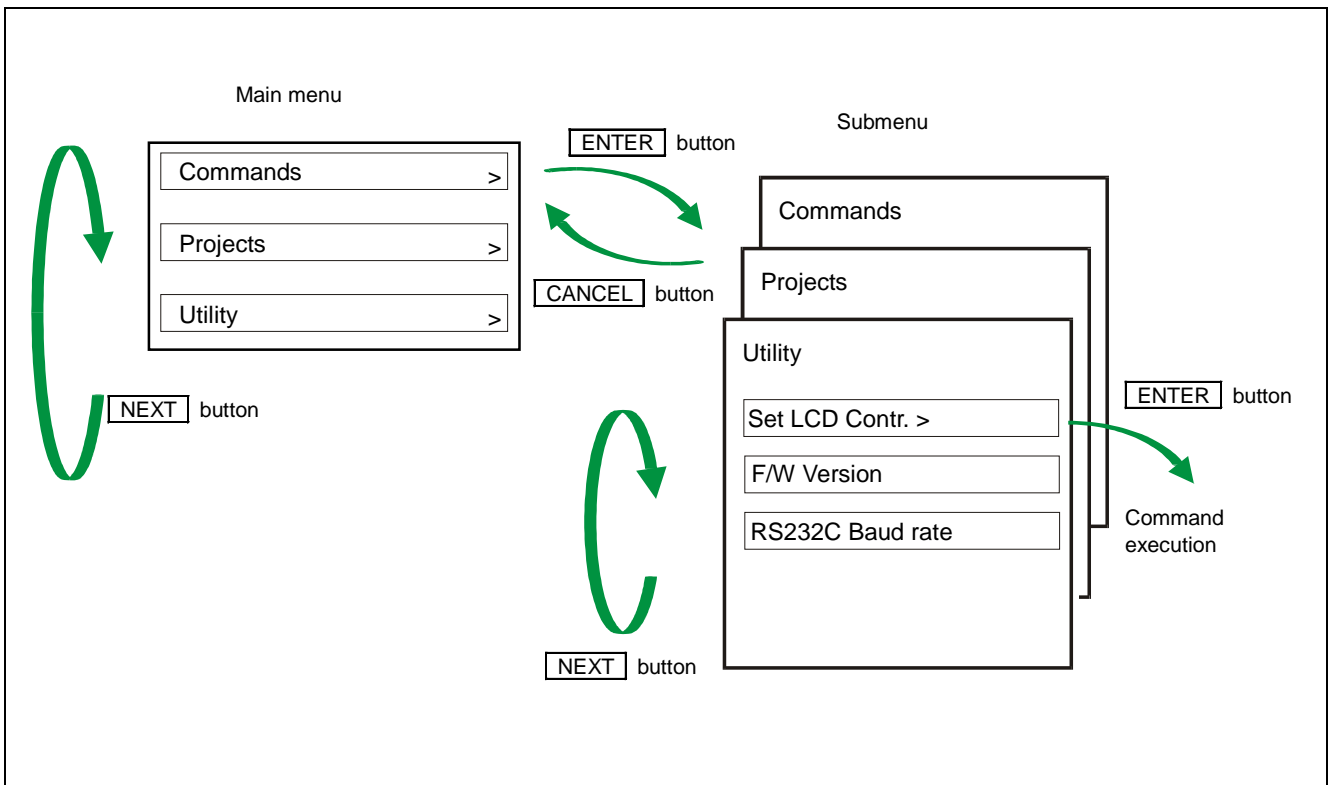 Main menu
Commands >
Projects >
Utility >
NEXT button
ENTER button
CANCEL button
Submenu
Commands
Projects
Utility
Set LCD Contr. >
F/W Version
RS232C Baud rate
NEXT button
ENTER button
Command
execution